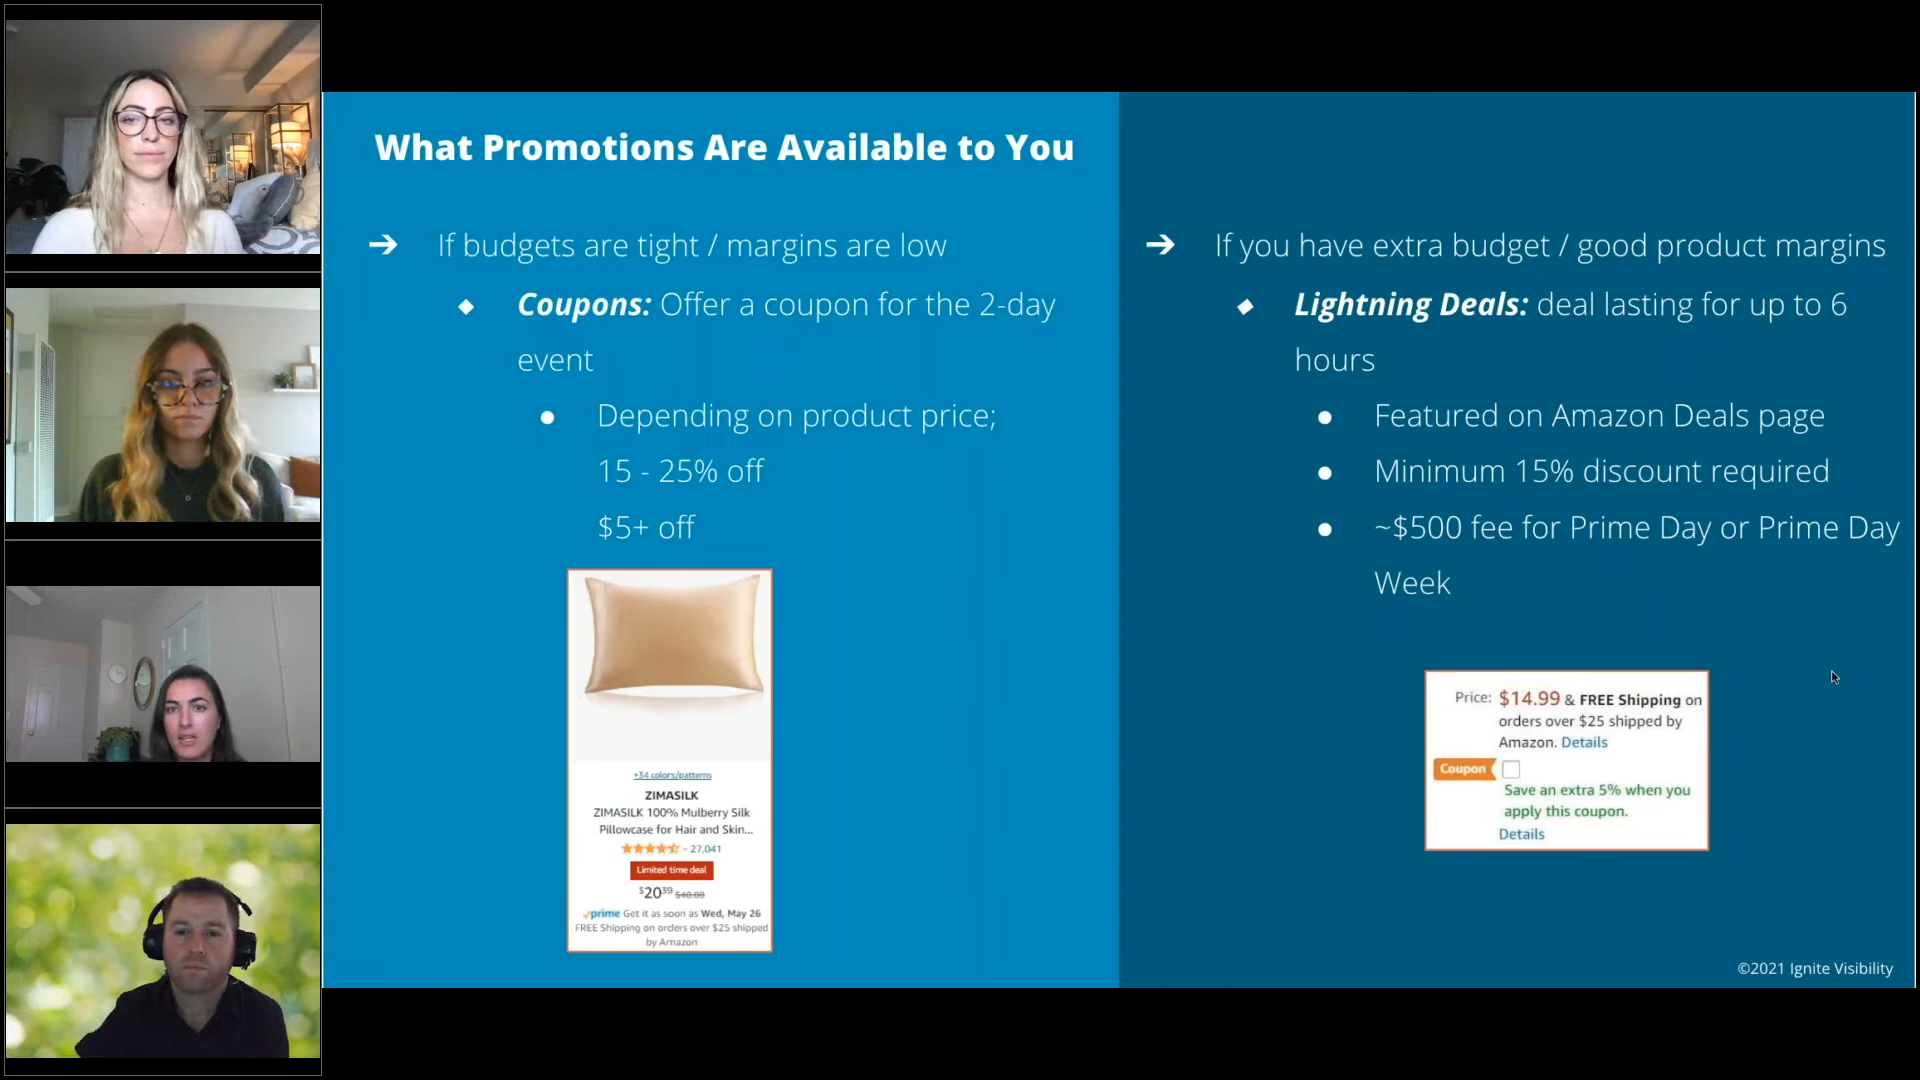 What Promotions Are Available to You
➔ If budgets are tight / margins are low
◆ Coupons: Offer a coupon for the 2-day
event
● Depending on product price;
15 - 25% off
$5+ off
+34 colors/patterns
ZIMASILK
ZIMASILK 100% Mulberry Silk
Pillowcase for Hair and Skin...
- 27,041
Limited time deal
$20³⁹ $40.00
prime Get it as soon as Wed, May 26
FREE Shipping on orders over $25 shipped
by Amazon
➔ If you have extra budget / good product margins
◆ Lightning Deals: deal lasting for up to 6
hours
● Featured on Amazon Deals page
● Minimum 15% discount required
● ~$500 fee for Prime Day or Prime Day
Week
Price: $14.99 & FREE Shipping on
orders over $25 shipped by
Amazon. Details
Coupon
Save an extra 5% when you
apply this coupon.
Details
©2021 Ignite Visibility